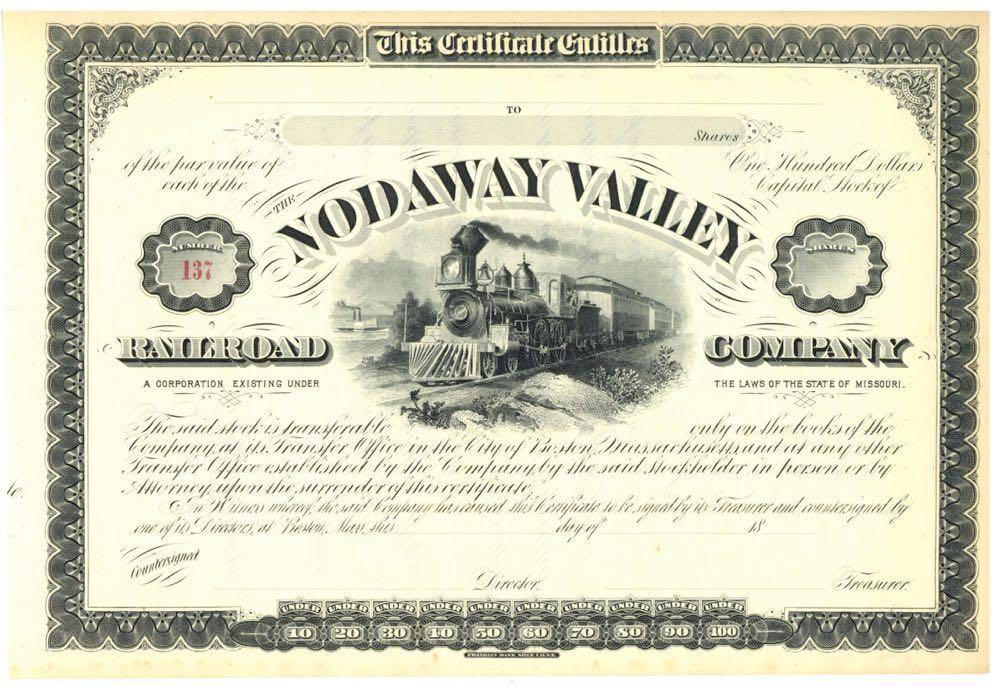 This Certificate Entitles
TO
Shares
of the par value of One Hundred Dollars
each of the Capital Stock of
THE
NODAWAY VALLEY
NUMBER SHARES
137
RAILROAD COMPANY
A CORPORATION EXISTING UNDER THE LAWS OF THE STATE OF MISSOURI.
The said stock is transferable only on the books of the
Company, at its Transfer Office in the City of Boston, Massachusetts, and at any other
Transfer Office established by the Company, by the said stockholder in person or by
Attorney, upon the surrender of this certificate.
In Witness whereof, the said Company has caused this Certificate to be signed by its Treasurer and countersigned by
one of its Directors, at Boston, Mass., this day of 18
Countersigned
Director. Treasurer.
UNDER UNDER UNDER UNDER UNDER UNDER UNDER UNDER UNDER UNDER
10 20 30 40 50 60 70 80 90 100
FRANKLIN BANK NOTE CO. N.Y.